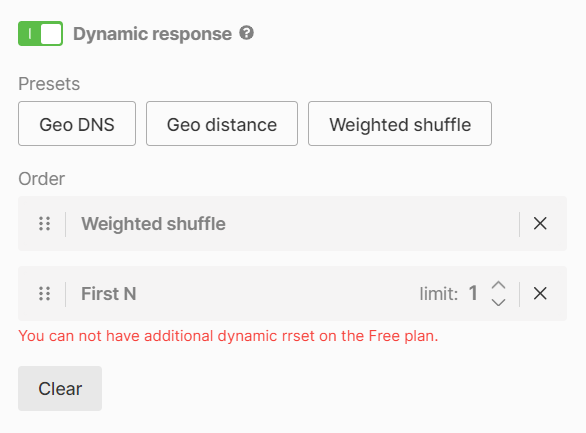 Dynamic response ?
Presets
Geo DNS Geo distance Weighted shuffle
Order
Weighted shuffle
First N limit: 1
You can not have additional dynamic rrset on the Free plan.
Clear